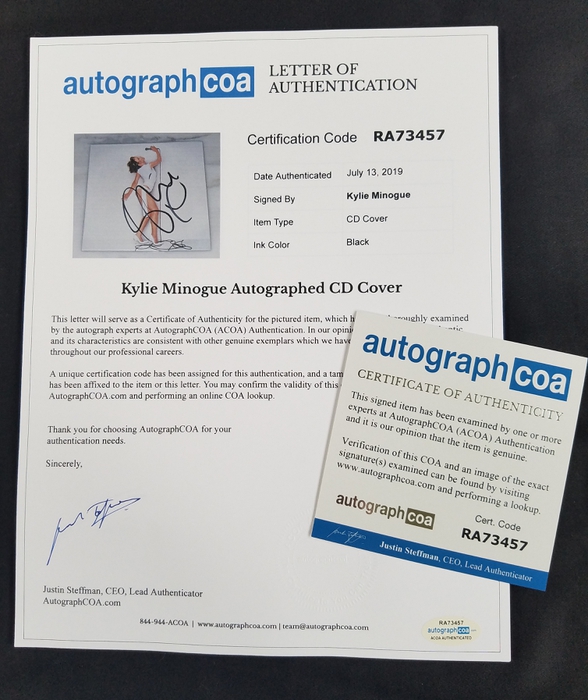 autographcoa LETTER OF
AUTHENTICATION
Certification Code RA73457
Date Authenticated July 13, 2019
Signed By Kylie Minogue
Item Type CD Cover
Ink Color Black
Kylie Minogue Autographed CD Cover
This letter will serve as a Certificate of Authenticity for the pictured item, which
by the autograph experts at AutographCOA (ACOA) Authentication. In our
and its characteristics are consistent with other genuine exemplars which we have
throughout our professional careers.
A unique certification code has been assigned for this authentication, and a
has been affixed to the item or this letter. You may confirm the validity of this
AutographCOA.com and performing an online COA lookup.
Thank you for choosing AutographCOA for your
authentication needs.
Sincerely,
Justin Steffman, CEO, Lead Authenticator
AutographCOA.com
844-944-ACOA | www.autographcoa.com | team@autographcoa.com
RA73457
autographcoa
ACOA AUTHENTICATED
autographcoa
CERTIFICATE OF AUTHENTICITY
This signed item has been examined by one or more
experts at AutographCOA (ACOA) Authentication
and it is our opinion that the item is genuine.
Verification of this COA and an image of the exact
signature(s) examined can be found by visiting
www.autographcoa.com and performing a lookup.
autographcoa
Cert. Code
RA73457
Justin Steffman, CEO, Lead Authenticator